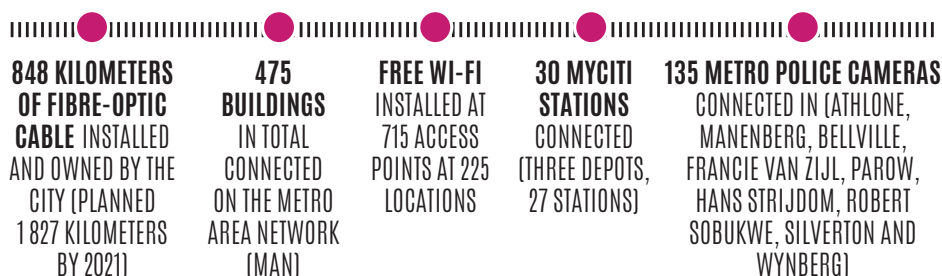 848 KILOMETERS
OF FIBRE-OPTIC
CABLE INSTALLED
AND OWNED BY THE
CITY (PLANNED
1 827 KILOMETERS
BY 2021)
475
BUILDINGS
IN TOTAL
CONNECTED
ON THE METRO
AREA NETWORK
(MAN)
FREE WI-FI
INSTALLED AT
715 ACCESS
POINTS AT 225
LOCATIONS
30 MYCITI
STATIONS
CONNECTED
(THREE DEPOTS,
27 STATIONS)
135 METRO POLICE CAMERAS
CONNECTED IN (ATHLONE,
MANENBERG, BELLVILLE,
FRANCIE VAN ZIJL, PAROW,
HANS STRIJDOM, ROBERT
SOBUKWE, SILVERTON AND
WYNBERG)